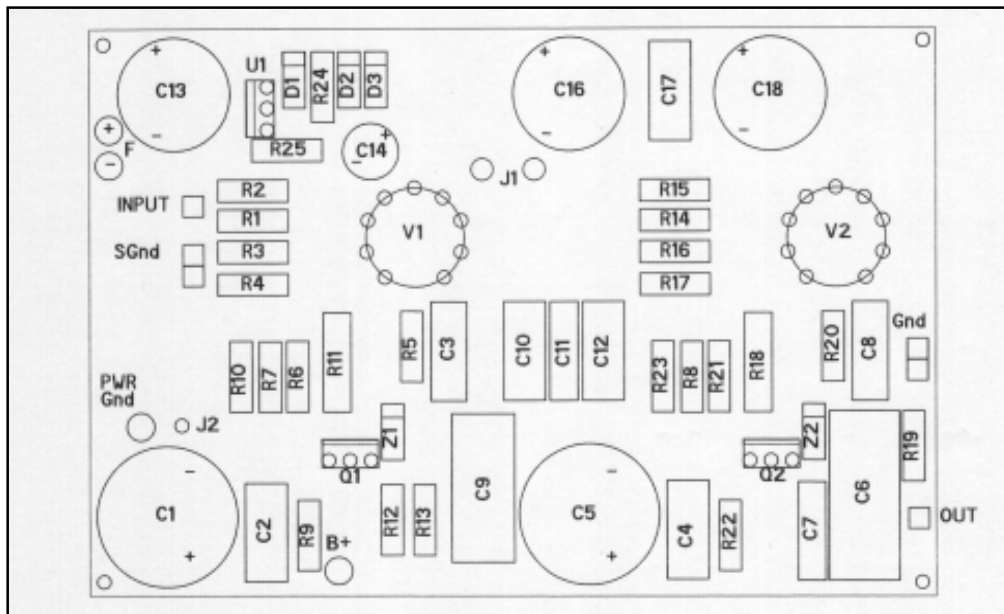 C13
+
-
U1
D1
R24
D2
D3
R25
C14
+
-
C16
+
-
C17
C18
+
-
+
-
F
J1
INPUT
SGnd
R2
R1
R3
R4
V1
R15
R14
R16
R17
V2
R10
R7
R6
R11
R5
C3
C10
C11
C12
R23
R8
R21
R18
R20
C8
Gnd
PWR
Gnd
J2
Z1
Q1
Z2
Q2
C1
-
+
C2
R9
B+
R12
R13
C9
C5
-
+
C4
R22
C7
C6
R19
OUT